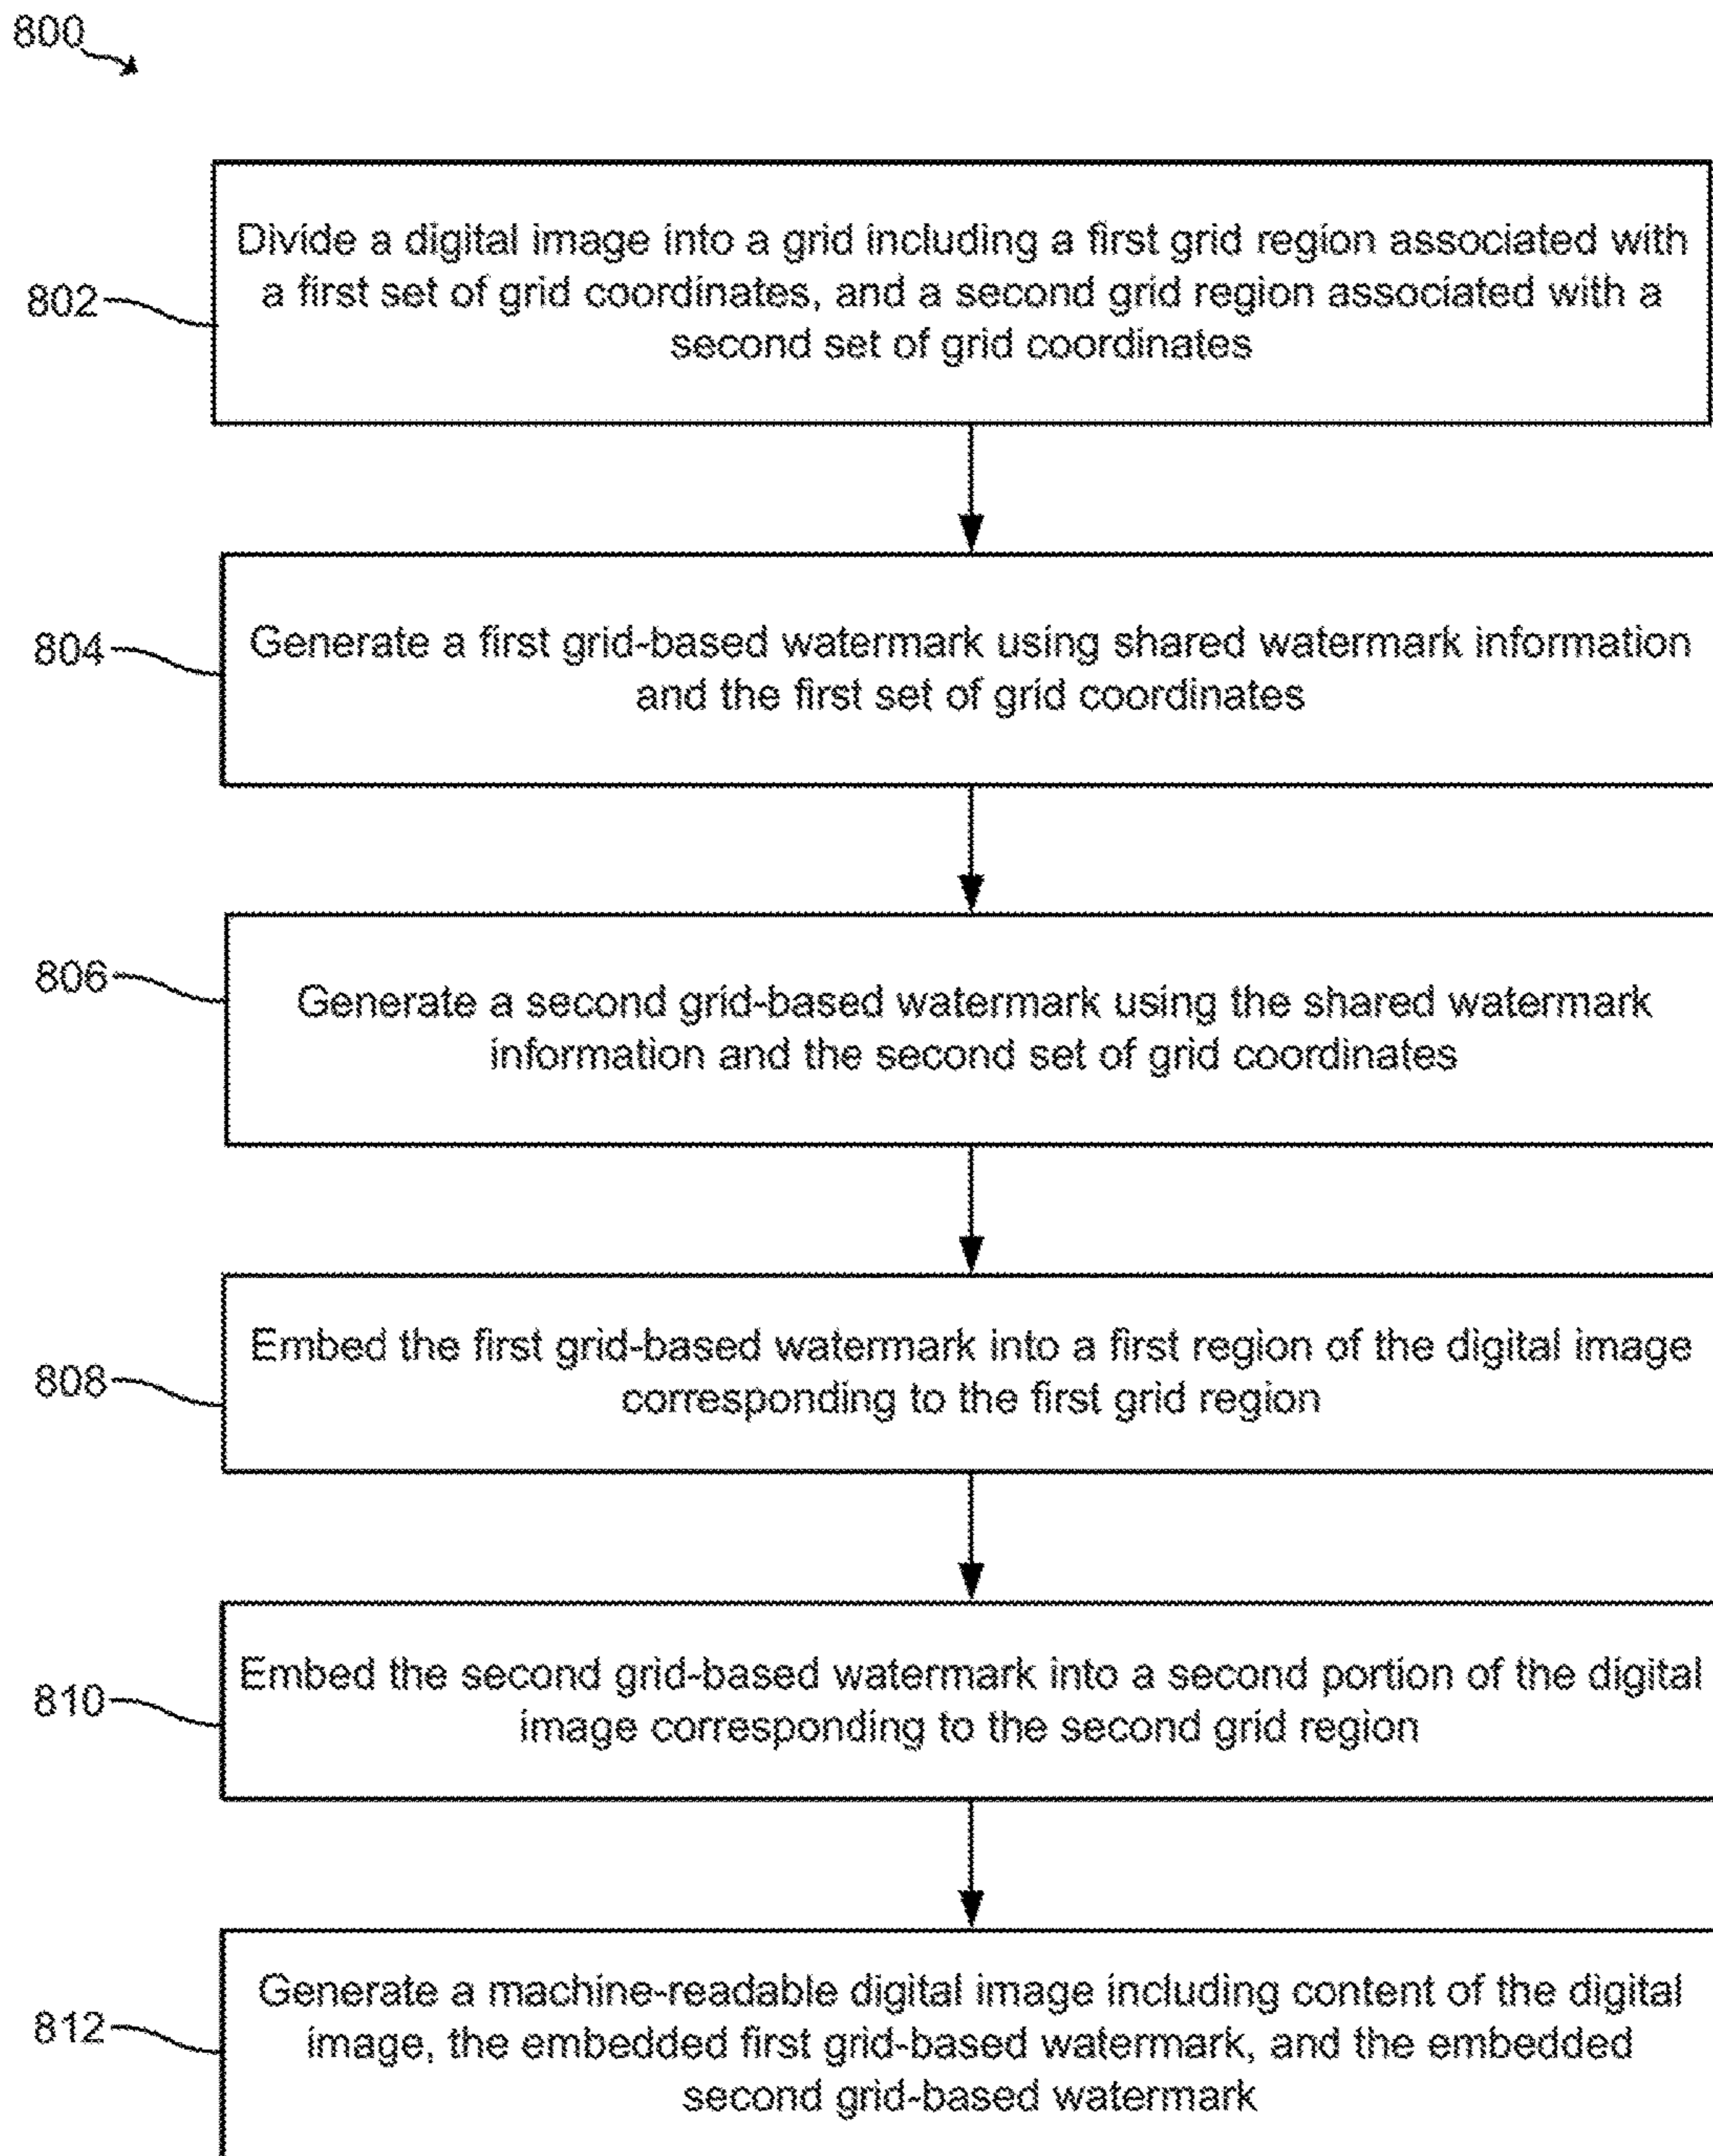 800
Divide a digital image into a grid including a first grid region associated with
a first set of grid coordinates, and a second grid region associated with a
second set of grid coordinates
802
Generate a first grid-based watermark using shared watermark information
and the first set of grid coordinates
804
Generate a second grid-based watermark using the shared watermark
information and the second set of grid coordinates
806
Embed the first grid-based watermark into a first region of the digital image
corresponding to the first grid region
808
Embed the second grid-based watermark into a second portion of the digital
image corresponding to the second grid region
810
Generate a machine-readable digital image including content of the digital
image, the embedded first grid-based watermark, and the embedded
second grid-based watermark
812